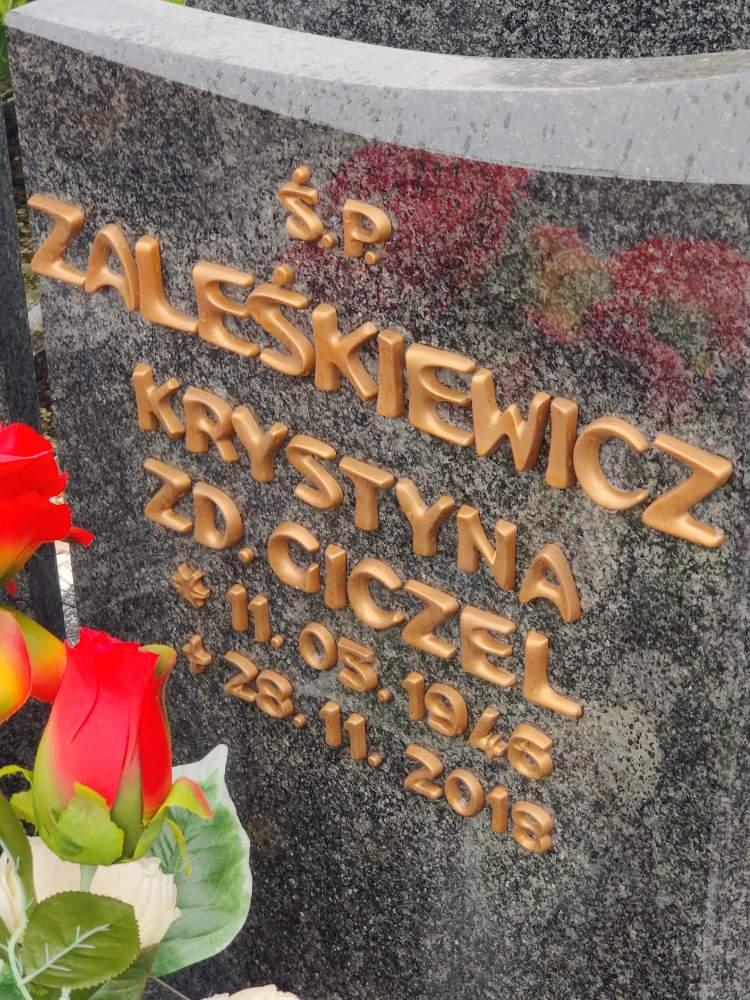 Ś.P.
ZALEŚKIEWICZ
KRYSTYNA
ZD. CICZEL
* 11. 05. 1946
+ 28. 11. 2018